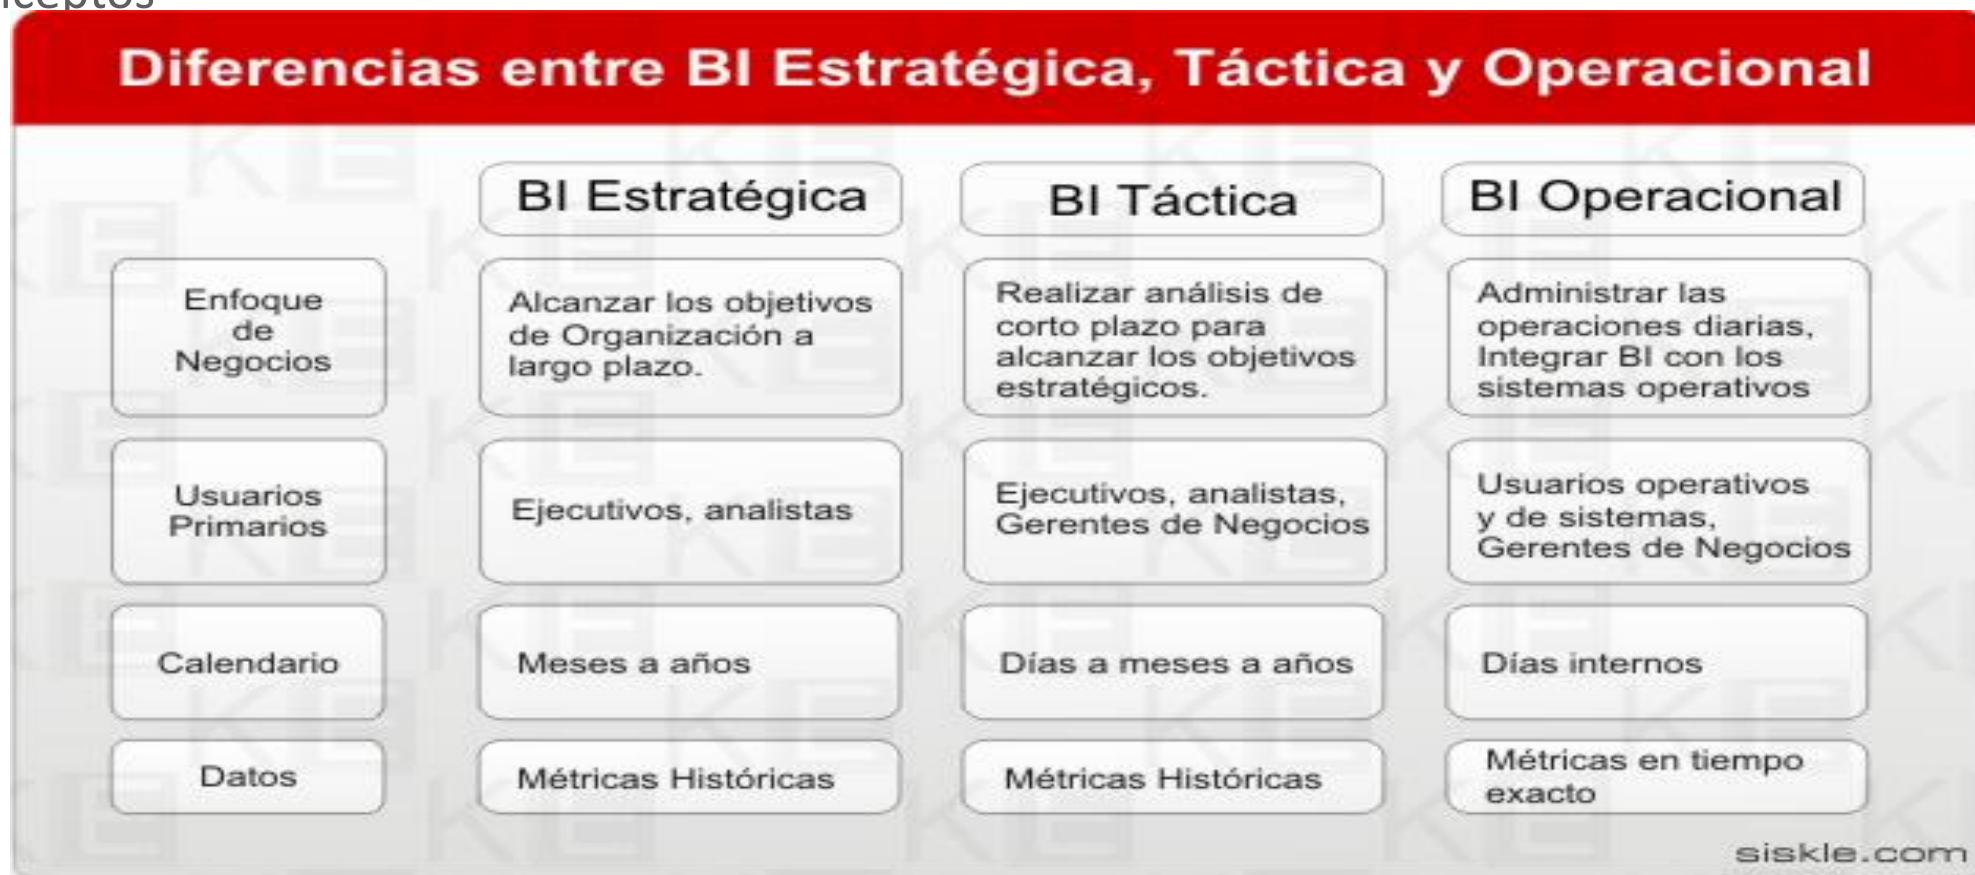 Diferencias entre BI Estratégica, Táctica y Operacional
BI Estratégica
BI Táctica
BI Operacional
Enfoque
de
Negocios
Alcanzar los objetivos
de Organización a
largo plazo.
Realizar análisis de
corto plazo para
alcanzar los objetivos
estratégicos.
Administrar las
operaciones diarias,
Integrar BI con los
sistemas operativos
Usuarios
Primarios
Ejecutivos, analistas
Ejecutivos, analistas,
Gerentes de Negocios
Usuarios operativos
y de sistemas,
Gerentes de Negocios
Calendario
Meses a años
Días a meses a años
Días internos
Datos
Métricas Históricas
Métricas Históricas
Métricas en tiempo
exacto
siskle.com